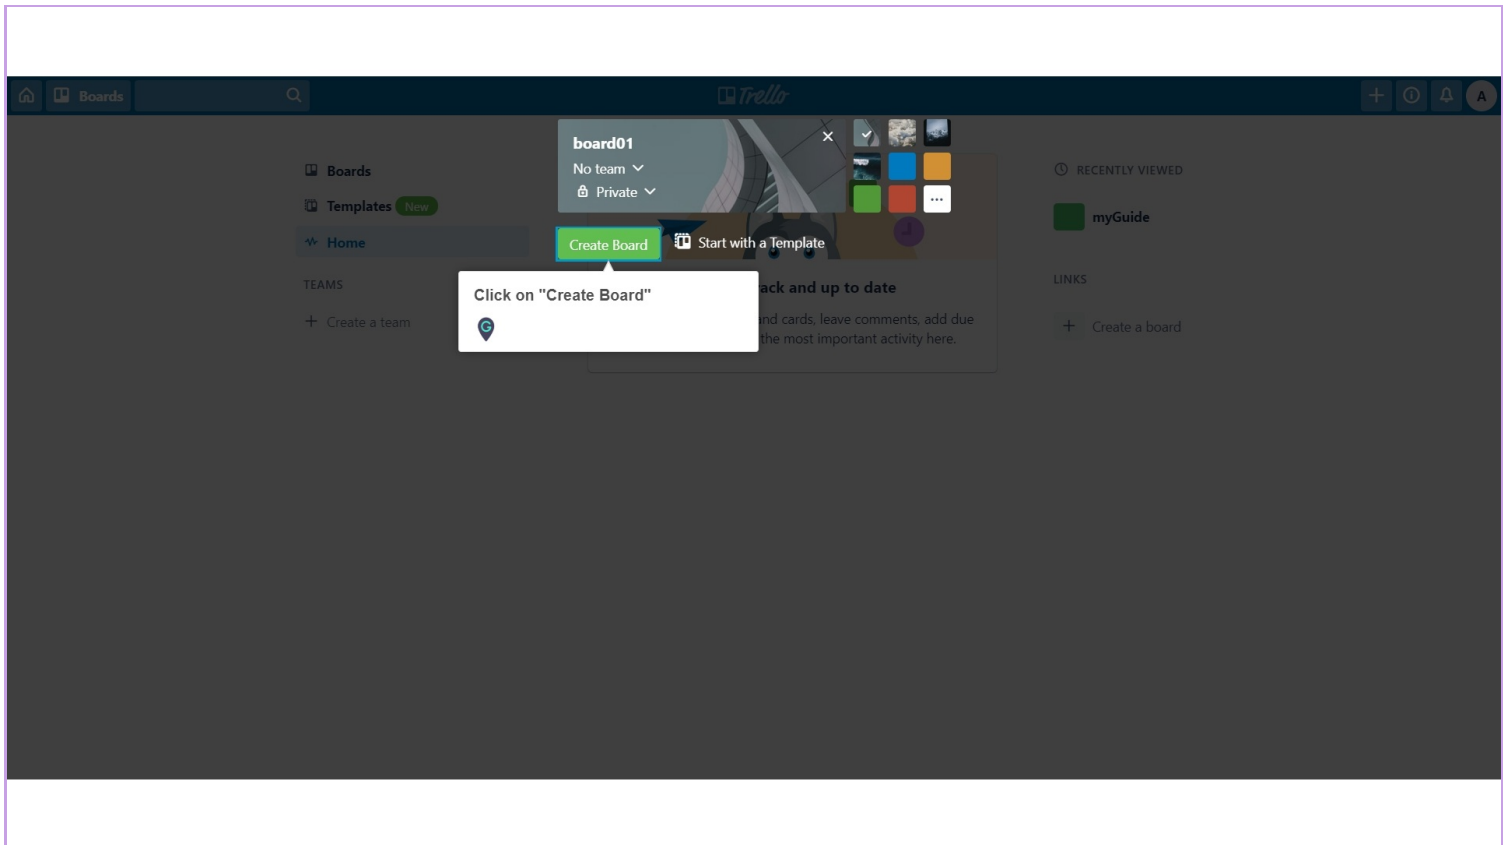 Boards
Trello
A
board01
No team
Private
Boards
Templates New
Home
TEAMS
+ Create a team
Create Board
Start with a Template
Click on "Create Board"
G
ack and up to date
and cards, leave comments, add due
the most important activity here.
RECENTLY VIEWED
myGuide
LINKS
+ Create a board